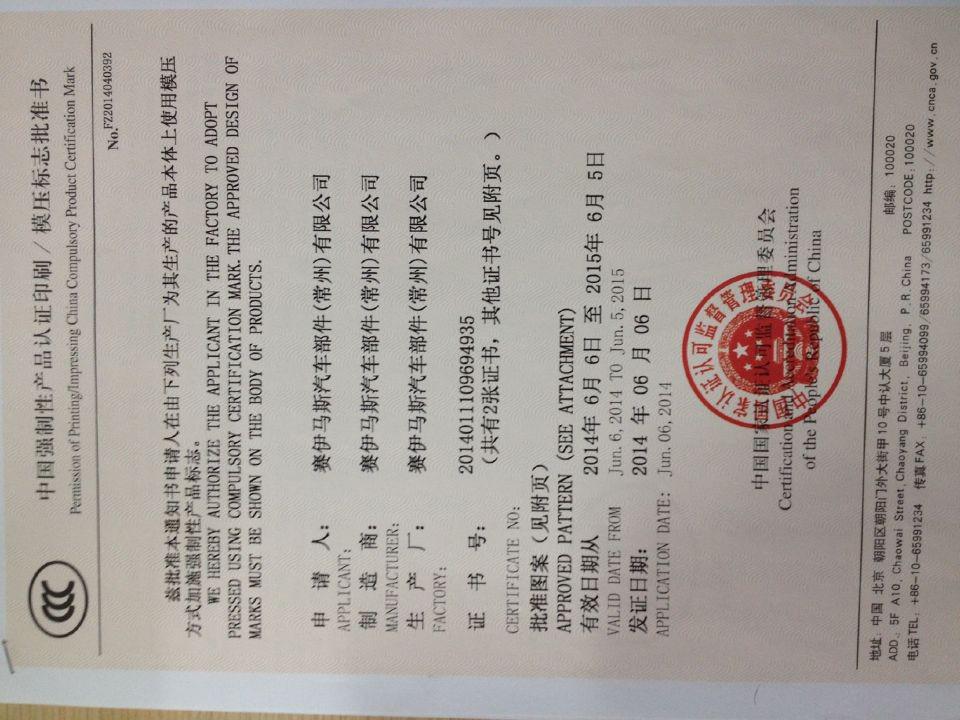 中国强制性产品认证印刷/模压标志批准书
Permission of Printing/Impressing China Compulsory Product Certification Mark
No.FZ2014040392
兹批准本通知书申请人在由下列生产厂为其生产的产品本体上使用模压
方式加施强制性产品标志。
WE HEREBY AUTHORIZE THE APPLICANT IN THE FACTORY TO ADOPT
PRESSED USING COMPULSORY CERTIFICATION MARK.THE APPROVED DESIGN OF
MARKS MUST BE SHOWN ON THE BODY OF PRODUCTS.
申请人: 赛伊马斯汽车部件(常州)有限公司
APPLICANT:
制造商: 赛伊马斯汽车部件(常州)有限公司
MANUFACTURER:
生产厂: 赛伊马斯汽车部件(常州)有限公司
FACTORY:
证书号: 2014011109694935
(共有2张证书，其他证书号见附页。)
CERTIFICATE NO:
批准图案（见附页）
APPROVED PATTERN (SEE ATTACHMENT)
有效日期从 2014年 6月 6日 至 2015年 6月 5日
VALID DATE FROM Jun. 6, 2014 TO Jun. 5, 2015
发证日期: 2014 年 06 月 06 日
APPLICATION DATE: Jun. 06, 2014
中国国家认证认可监督管理委员会
Certification and Accreditation Administration
of the People's Republic of China
地址: 中国 北京 朝阳区朝阳门外大街甲10号中认大厦5层 邮编: 100020
ADD.: 5F A10, Chaowai Street, Chaoyang District, Beijing, P.R.China POSTCODE:100020
电话TEL: +86-10-65991234 传真FAX. +86-10-65994099/65994173/65991234 http://www.cnca.gov.cn